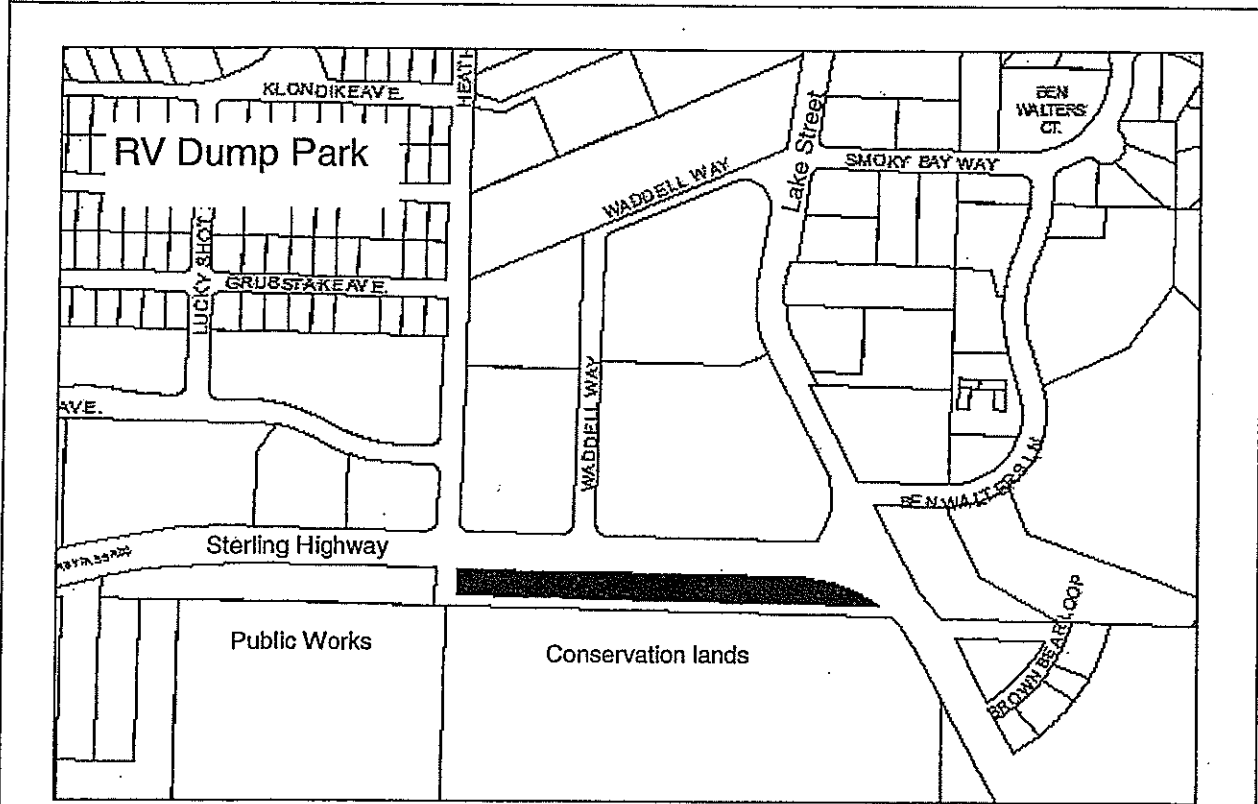 KLONDIKE AVE.
HEATH
BEN
WALTERS
CT.
RV Dump Park
Lake Street
SMOKY BAY WAY
WADDELL WAY
LUCKY SHOT
GRUBSTAKE AVE.
WADDELL WAY
AVE.
BEN WALTERS LN
Sterling Highway
BROWN BEAR LOOP
Public Works
Conservation lands